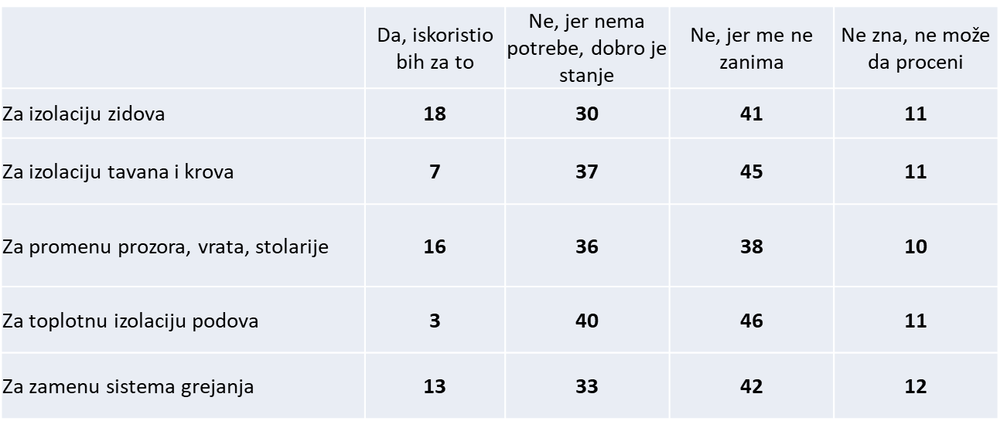 Da, iskoristio bih za to
Ne, jer nema potrebe, dobro je stanje
Ne, jer me ne zanima
Ne zna, ne može da proceni
Za izolaciju zidova 18 30 41 11
Za izolaciju tavana i krova 7 37 45 11
Za promenu prozora, vrata, stolarije 16 36 38 10
Za toplotnu izolaciju podova 3 40 46 11
Za zamenu sistema grejanja 13 33 42 12